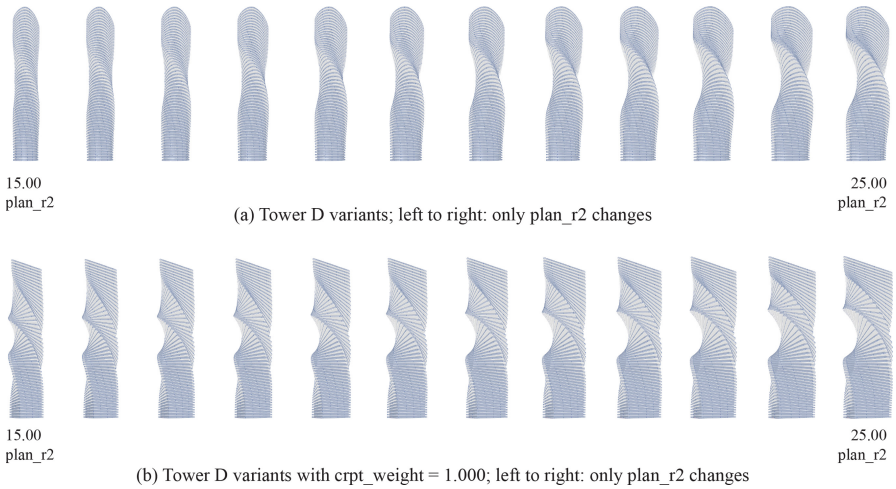 15.00
plan_r2
25.00
plan_r2
(a) Tower D variants; left to right: only plan_r2 changes
15.00
plan_r2
25.00
plan_r2
(b) Tower D variants with crpt_weight = 1.000; left to right: only plan_r2 changes